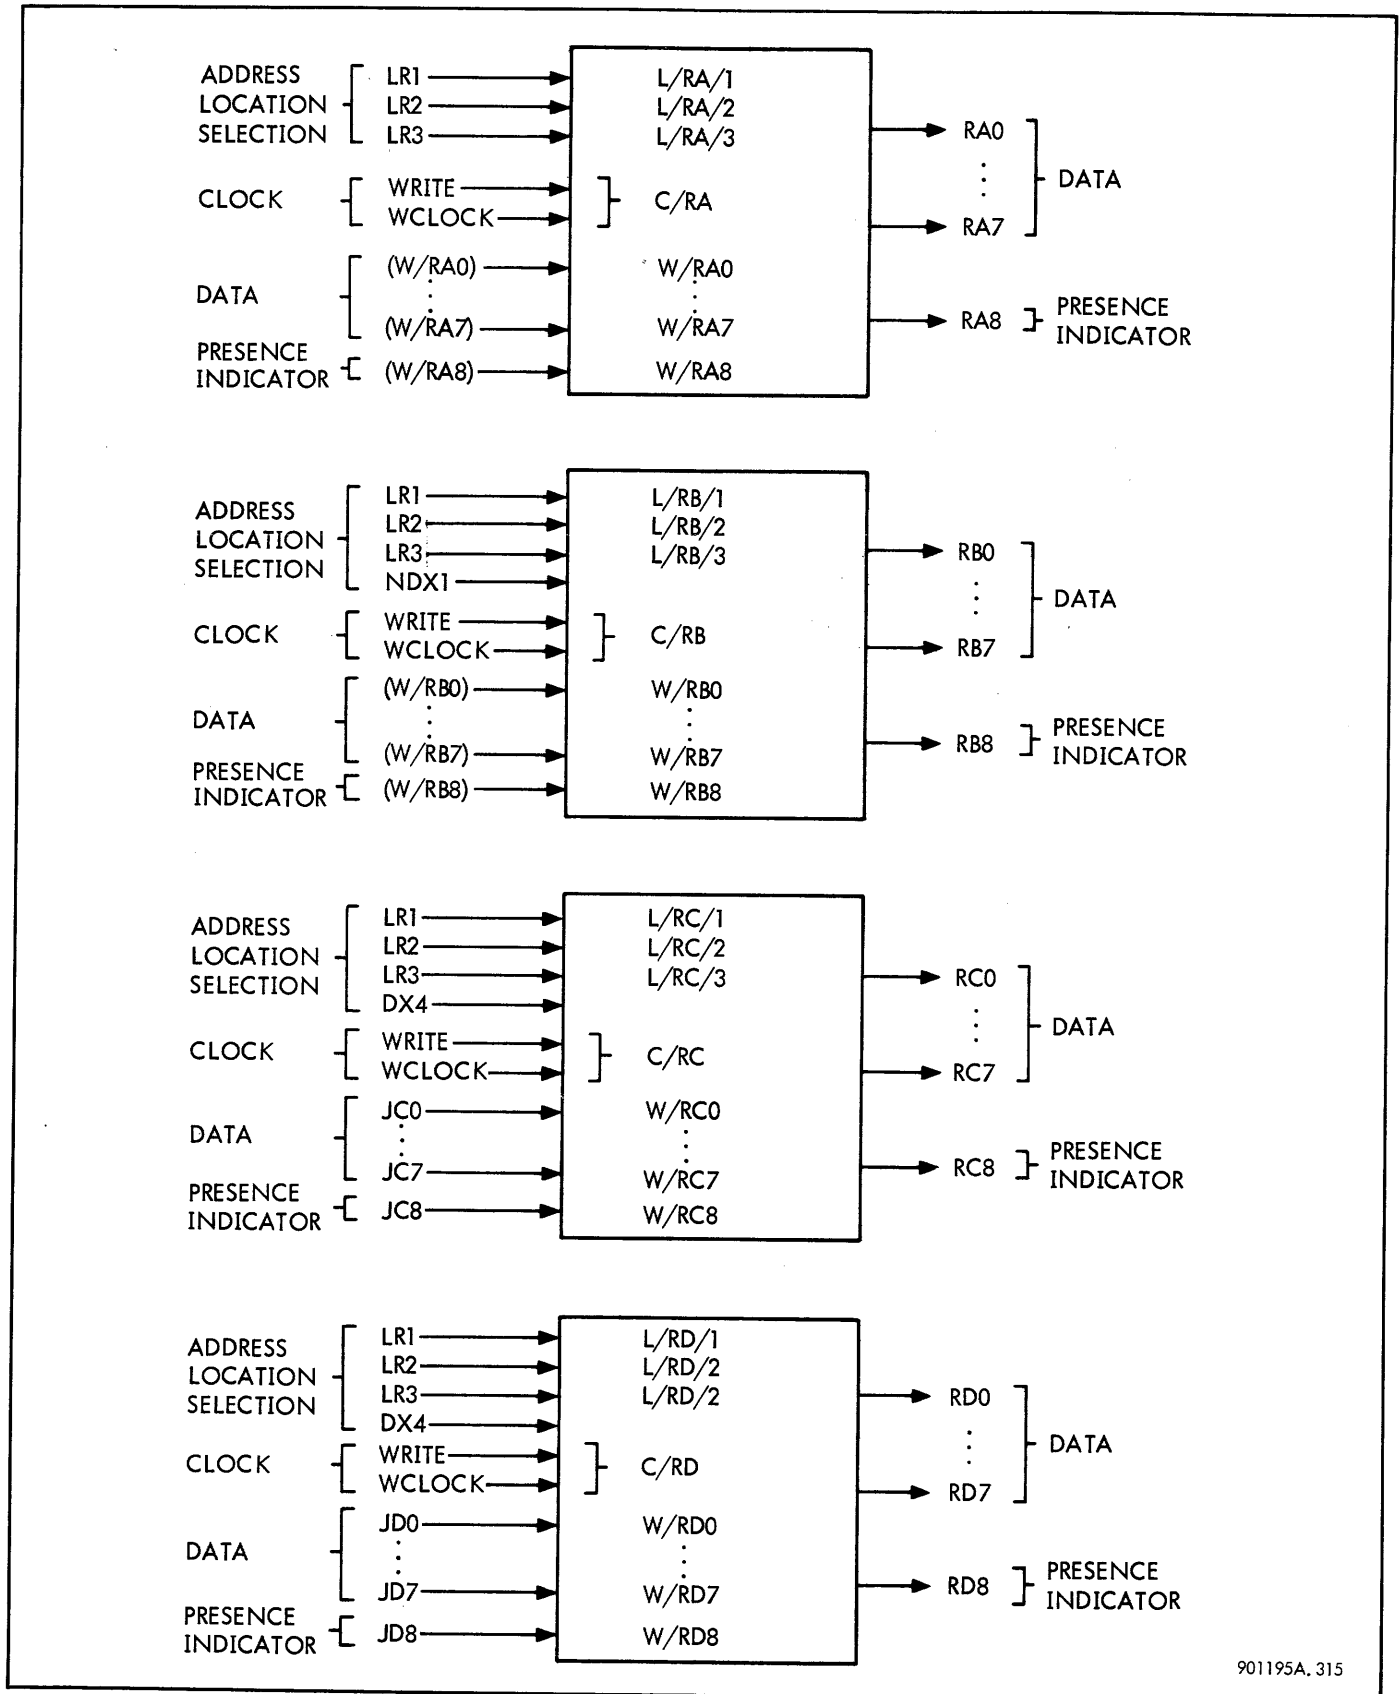 ADDRESS LOCATION SELECTION
LR1
LR2
LR3
CLOCK
WRITE
WCLOCK
DATA
(W/RA0)
(W/RA7)
PRESENCE INDICATOR
(W/RA8)
L/RA/1
L/RA/2
L/RA/3
C/RA
W/RA0
W/RA7
W/RA8
RA0
RA7
DATA
RA8
PRESENCE INDICATOR
ADDRESS LOCATION SELECTION
LR1
LR2
LR3
NDX1
CLOCK
WRITE
WCLOCK
DATA
(W/RB0)
(W/RB7)
PRESENCE INDICATOR
(W/RB8)
L/RB/1
L/RB/2
L/RB/3
C/RB
W/RB0
W/RB7
W/RB8
RB0
RB7
DATA
RB8
PRESENCE INDICATOR
ADDRESS LOCATION SELECTION
LR1
LR2
LR3
DX4
CLOCK
WRITE
WCLOCK
DATA
JC0
JC7
PRESENCE INDICATOR
JC8
L/RC/1
L/RC/2
L/RC/3
C/RC
W/RC0
W/RC7
W/RC8
RC0
RC7
DATA
RC8
PRESENCE INDICATOR
ADDRESS LOCATION SELECTION
LR1
LR2
LR3
DX4
CLOCK
WRITE
WCLOCK
DATA
JD0
JD7
PRESENCE INDICATOR
JD8
L/RD/1
L/RD/2
L/RD/2
C/RD
W/RD0
W/RD7
W/RD8
RD0
RD7
DATA
RD8
PRESENCE INDICATOR
901195A.315